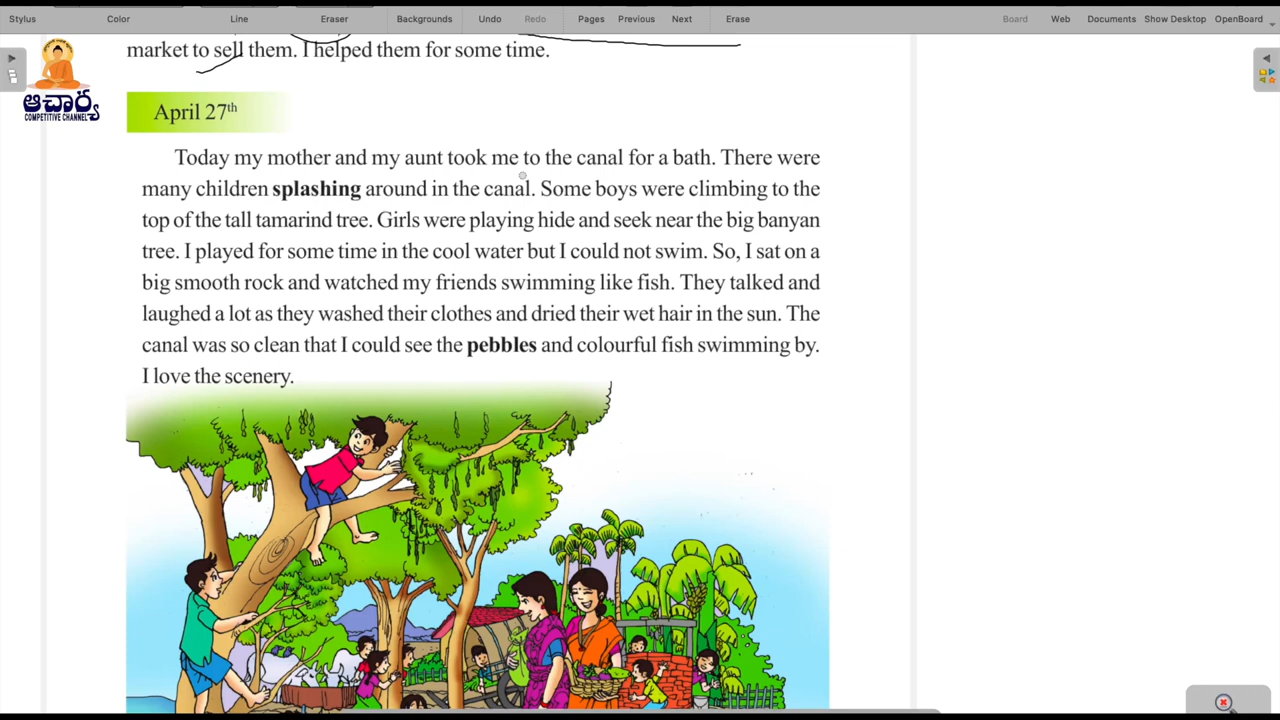 Stylus Color Line Eraser Backgrounds Undo Redo Pages Previous Next Erase Board Web Documents Show Desktop OpenBoard
market to sell them. I helped them for some time.
ఆచార్య
COMPETITIVE CHANNEL
April 27th
Today my mother and my aunt took me to the canal for a bath. There were
many children splashing around in the canal. Some boys were climbing to the
top of the tall tamarind tree. Girls were playing hide and seek near the big banyan
tree. I played for some time in the cool water but I could not swim. So, I sat on a
big smooth rock and watched my friends swimming like fish. They talked and
laughed a lot as they washed their clothes and dried their wet hair in the sun. The
canal was so clean that I could see the pebbles and colourful fish swimming by.
I love the scenery.